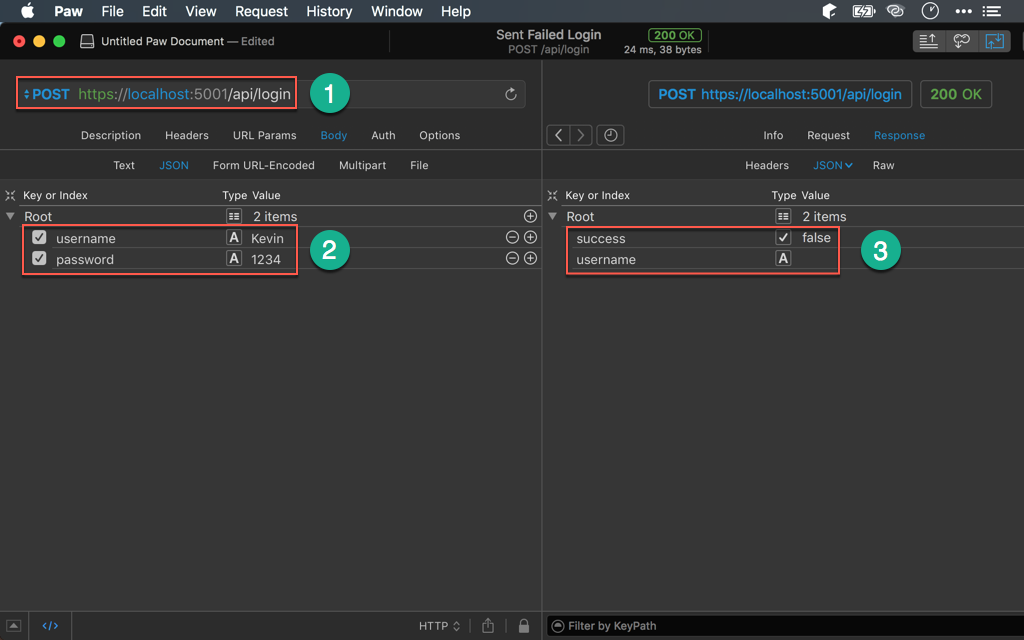 Paw File Edit View Request History Window Help
Untitled Paw Document — Edited
Sent Failed Login
POST /api/login
200 OK
24 ms, 38 bytes
POST https://localhost:5001/api/login
1
POST https://localhost:5001/api/login
200 OK
Description Headers URL Params Body Auth Options
Info Request Response
Text JSON Form URL-Encoded Multipart File
Headers JSON Raw
Key or Index Type Value
Root 2 items
username A Kevin
password A 1234
2
Key or Index Type Value
Root 2 items
success false
username A
3
</> HTTP
Filter by KeyPath